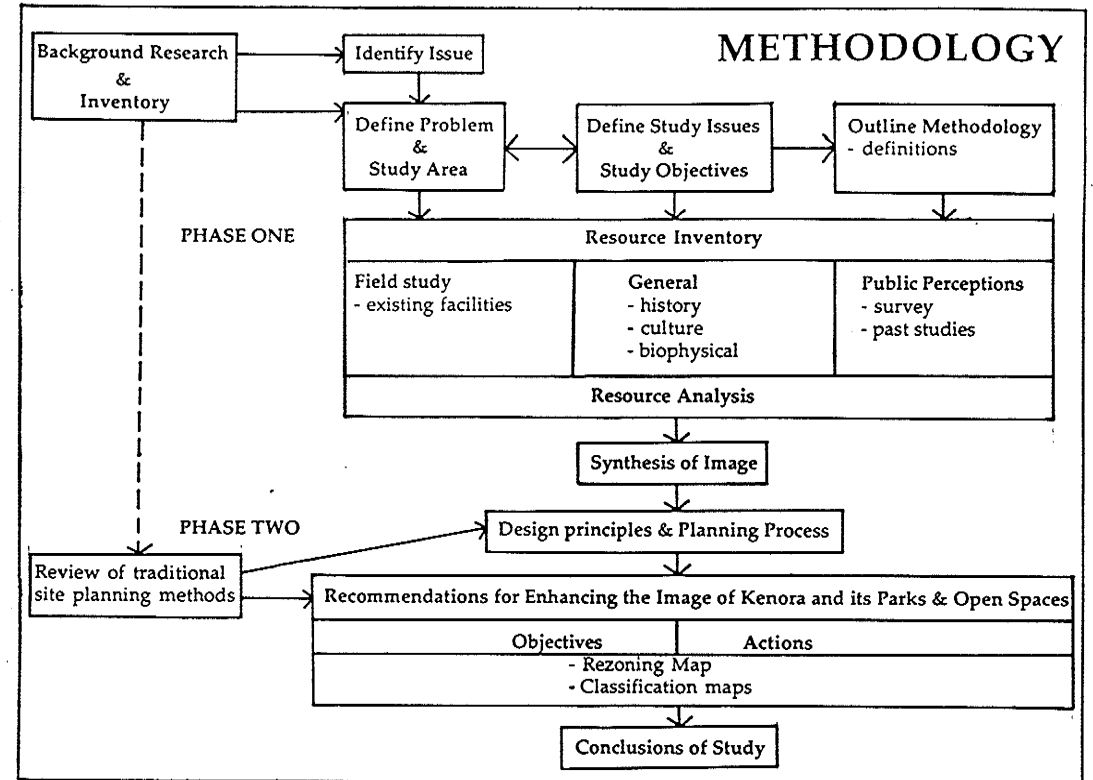 METHODOLOGY
Background Research
&
Inventory
Identify Issue
Define Problem
&
Study Area
Define Study Issues
&
Study Objectives
Outline Methodology
- definitions
PHASE ONE
Resource Inventory
Field study
- existing facilities
General
- history
- culture
- biophysical
Public Perceptions
- survey
- past studies
Resource Analysis
Synthesis of Image
PHASE TWO
Design principles & Planning Process
Review of traditional
site planning methods
Recommendations for Enhancing the Image of Kenora and its Parks & Open Spaces
Objectives
Actions
- Rezoning Map
- Classification maps
Conclusions of Study